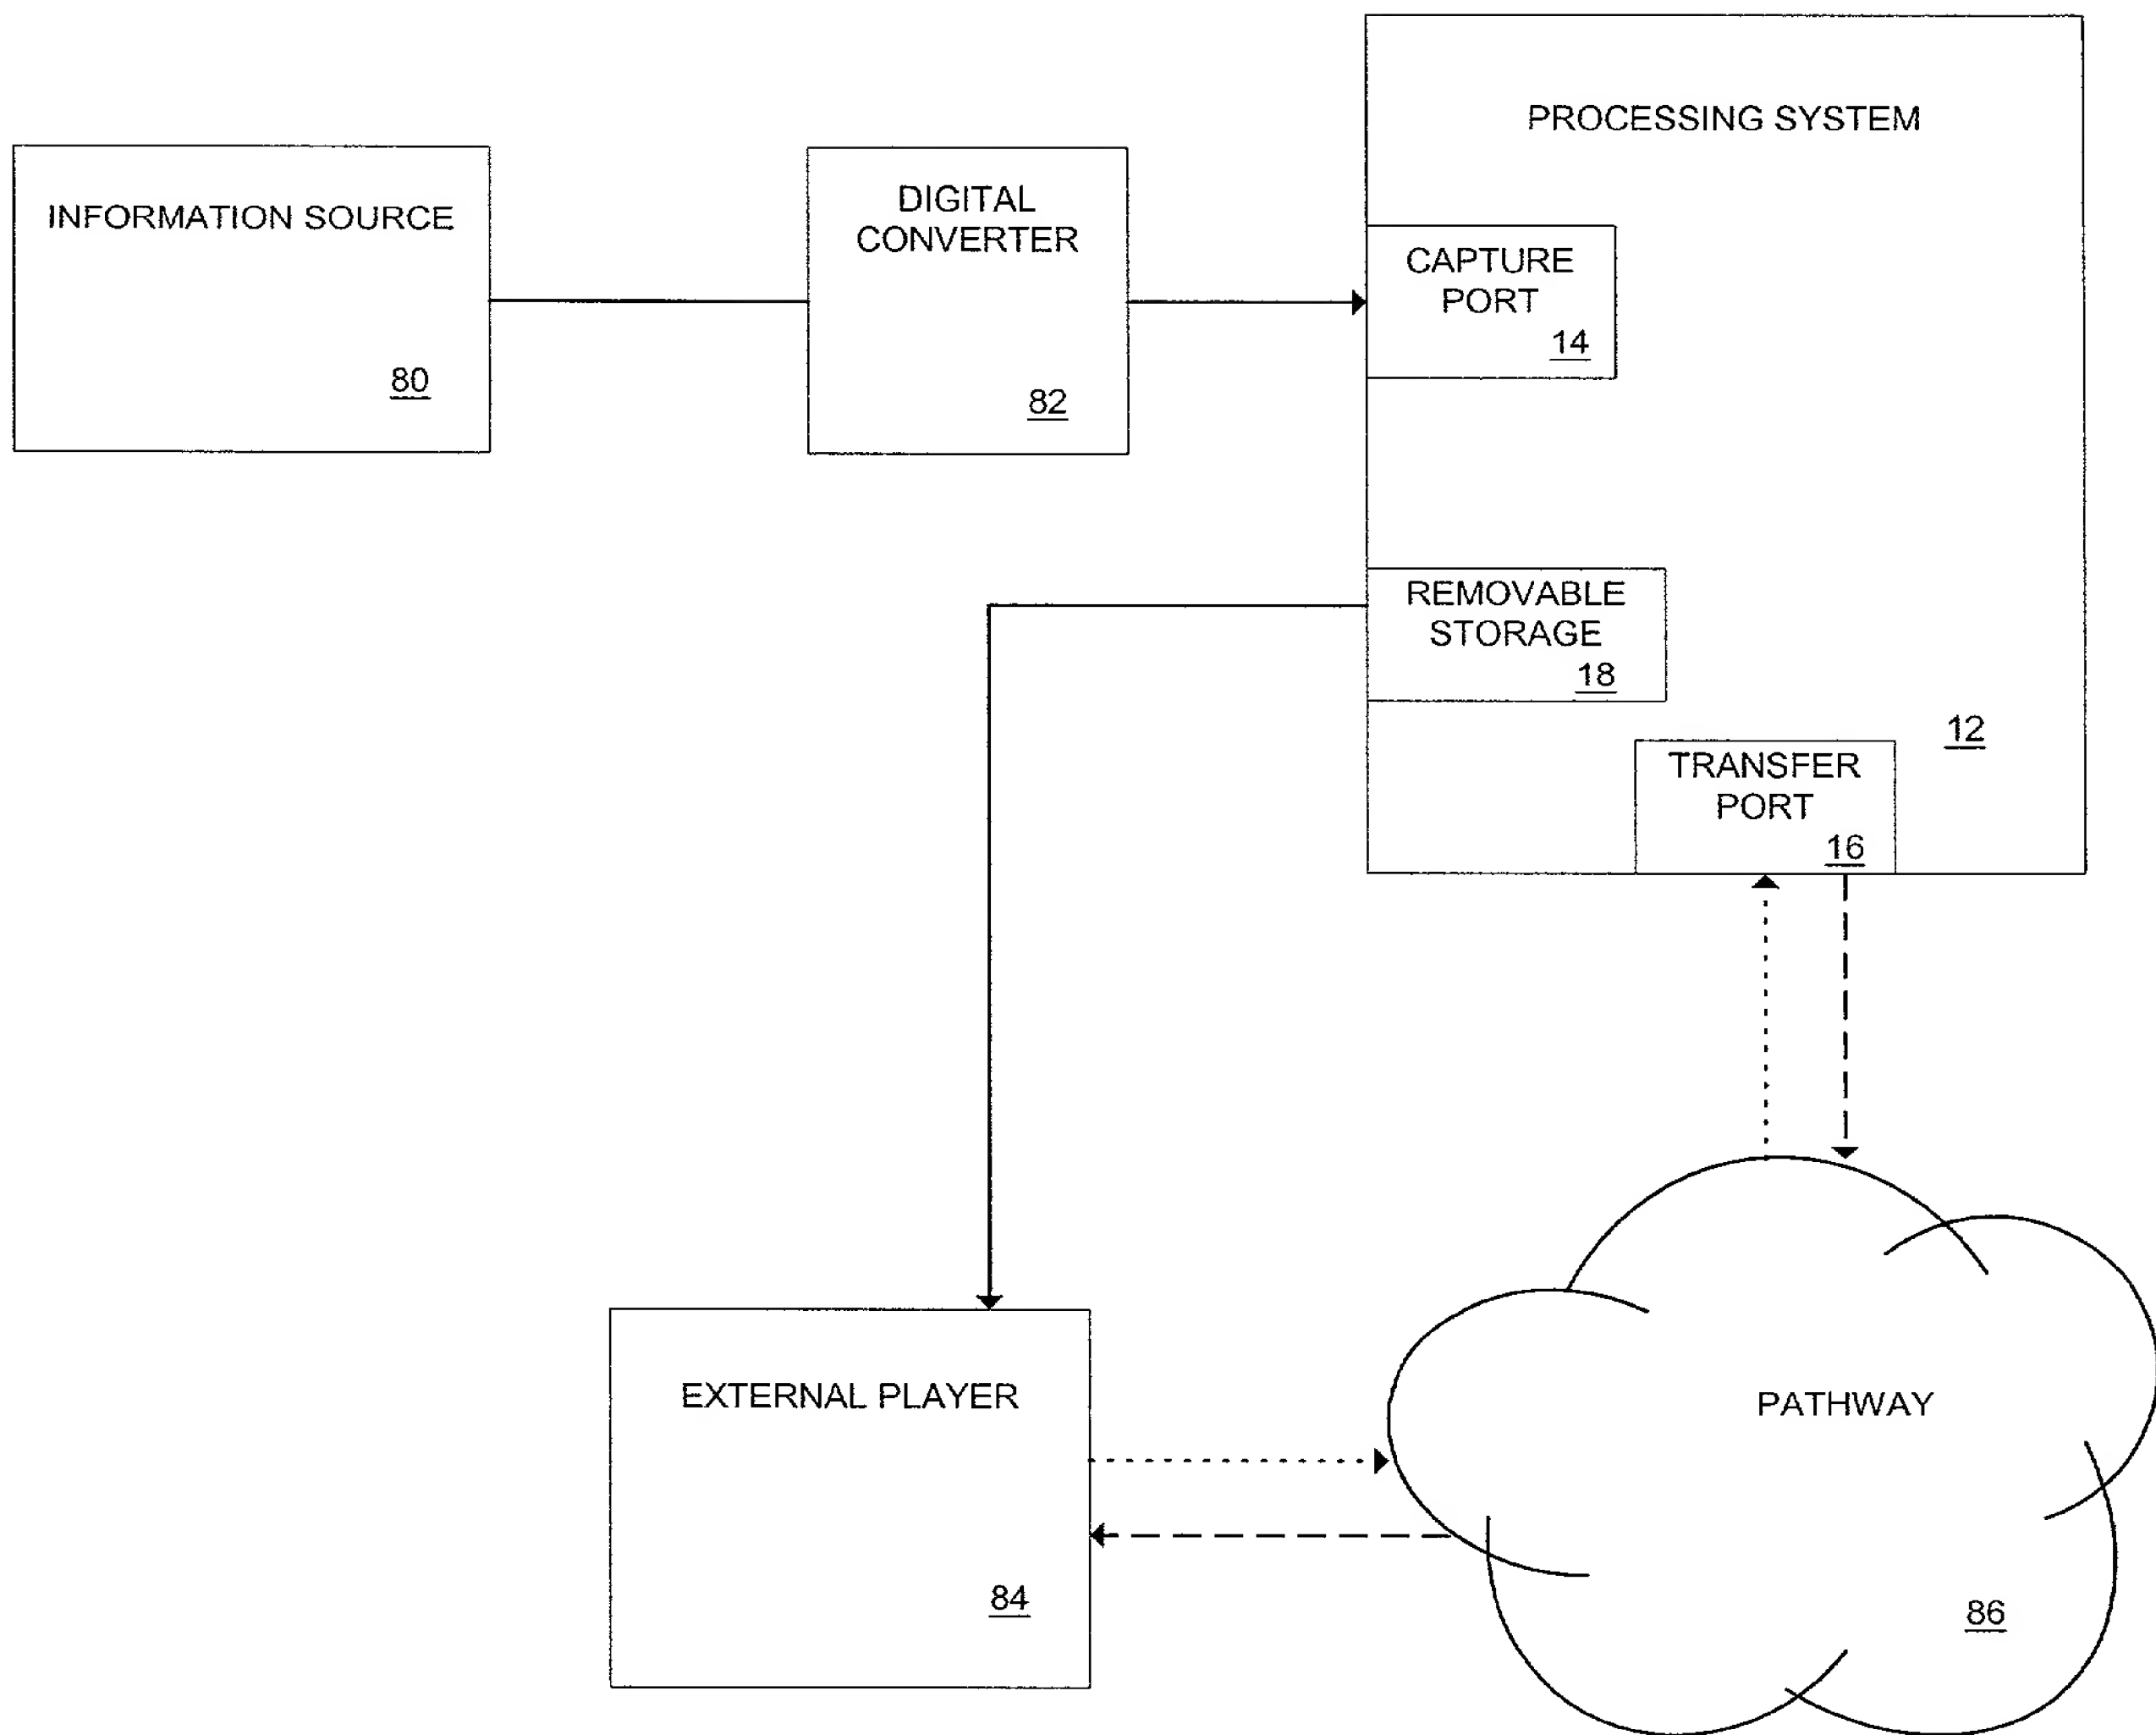 PROCESSING SYSTEM
INFORMATION SOURCE
80
DIGITAL
CONVERTER
82
CAPTURE
PORT
14
REMOVABLE
STORAGE
18
12
TRANSFER
PORT
16
EXTERNAL PLAYER
84
PATHWAY
86